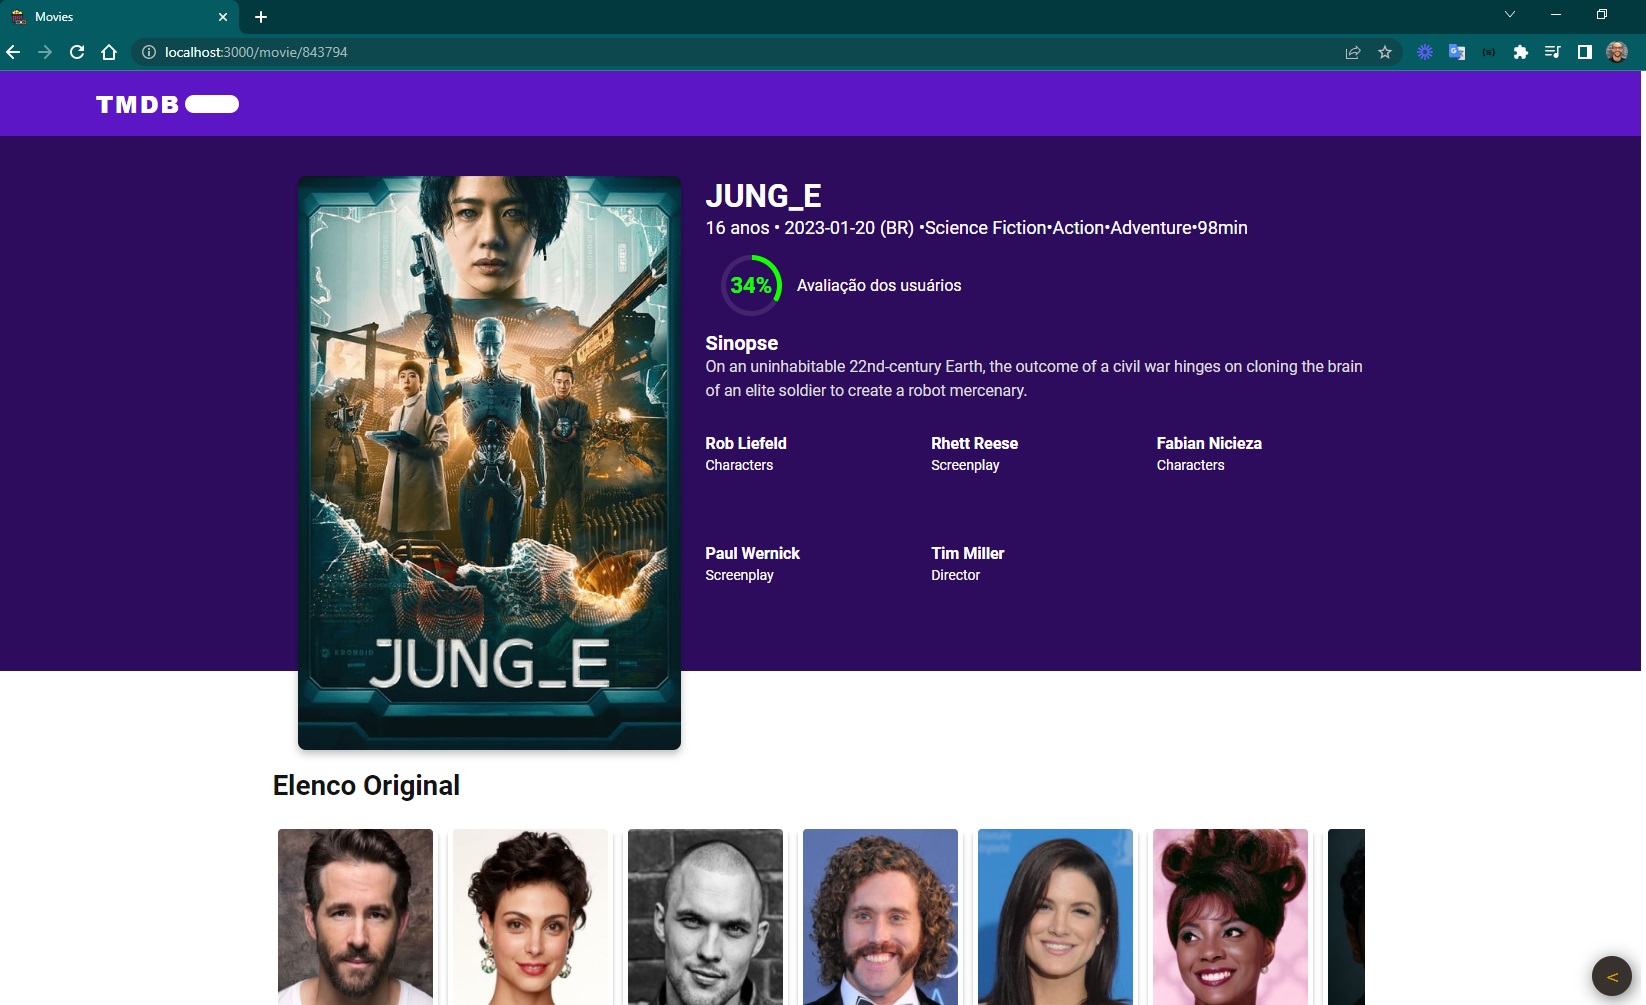 Movies
localhost:3000/movie/843794
TMDB
JUNG_E
16 anos • 2023-01-20 (BR) •Science Fiction•Action•Adventure•98min
34%
Avaliação dos usuários
Sinopse
On an uninhabitable 22nd-century Earth, the outcome of a civil war hinges on cloning the brain
of an elite soldier to create a robot mercenary.
Rob Liefeld
Characters
Rhett Reese
Screenplay
Fabian Nicieza
Characters
Paul Wernick
Screenplay
Tim Miller
Director
JUNG_E
Elenco Original
<